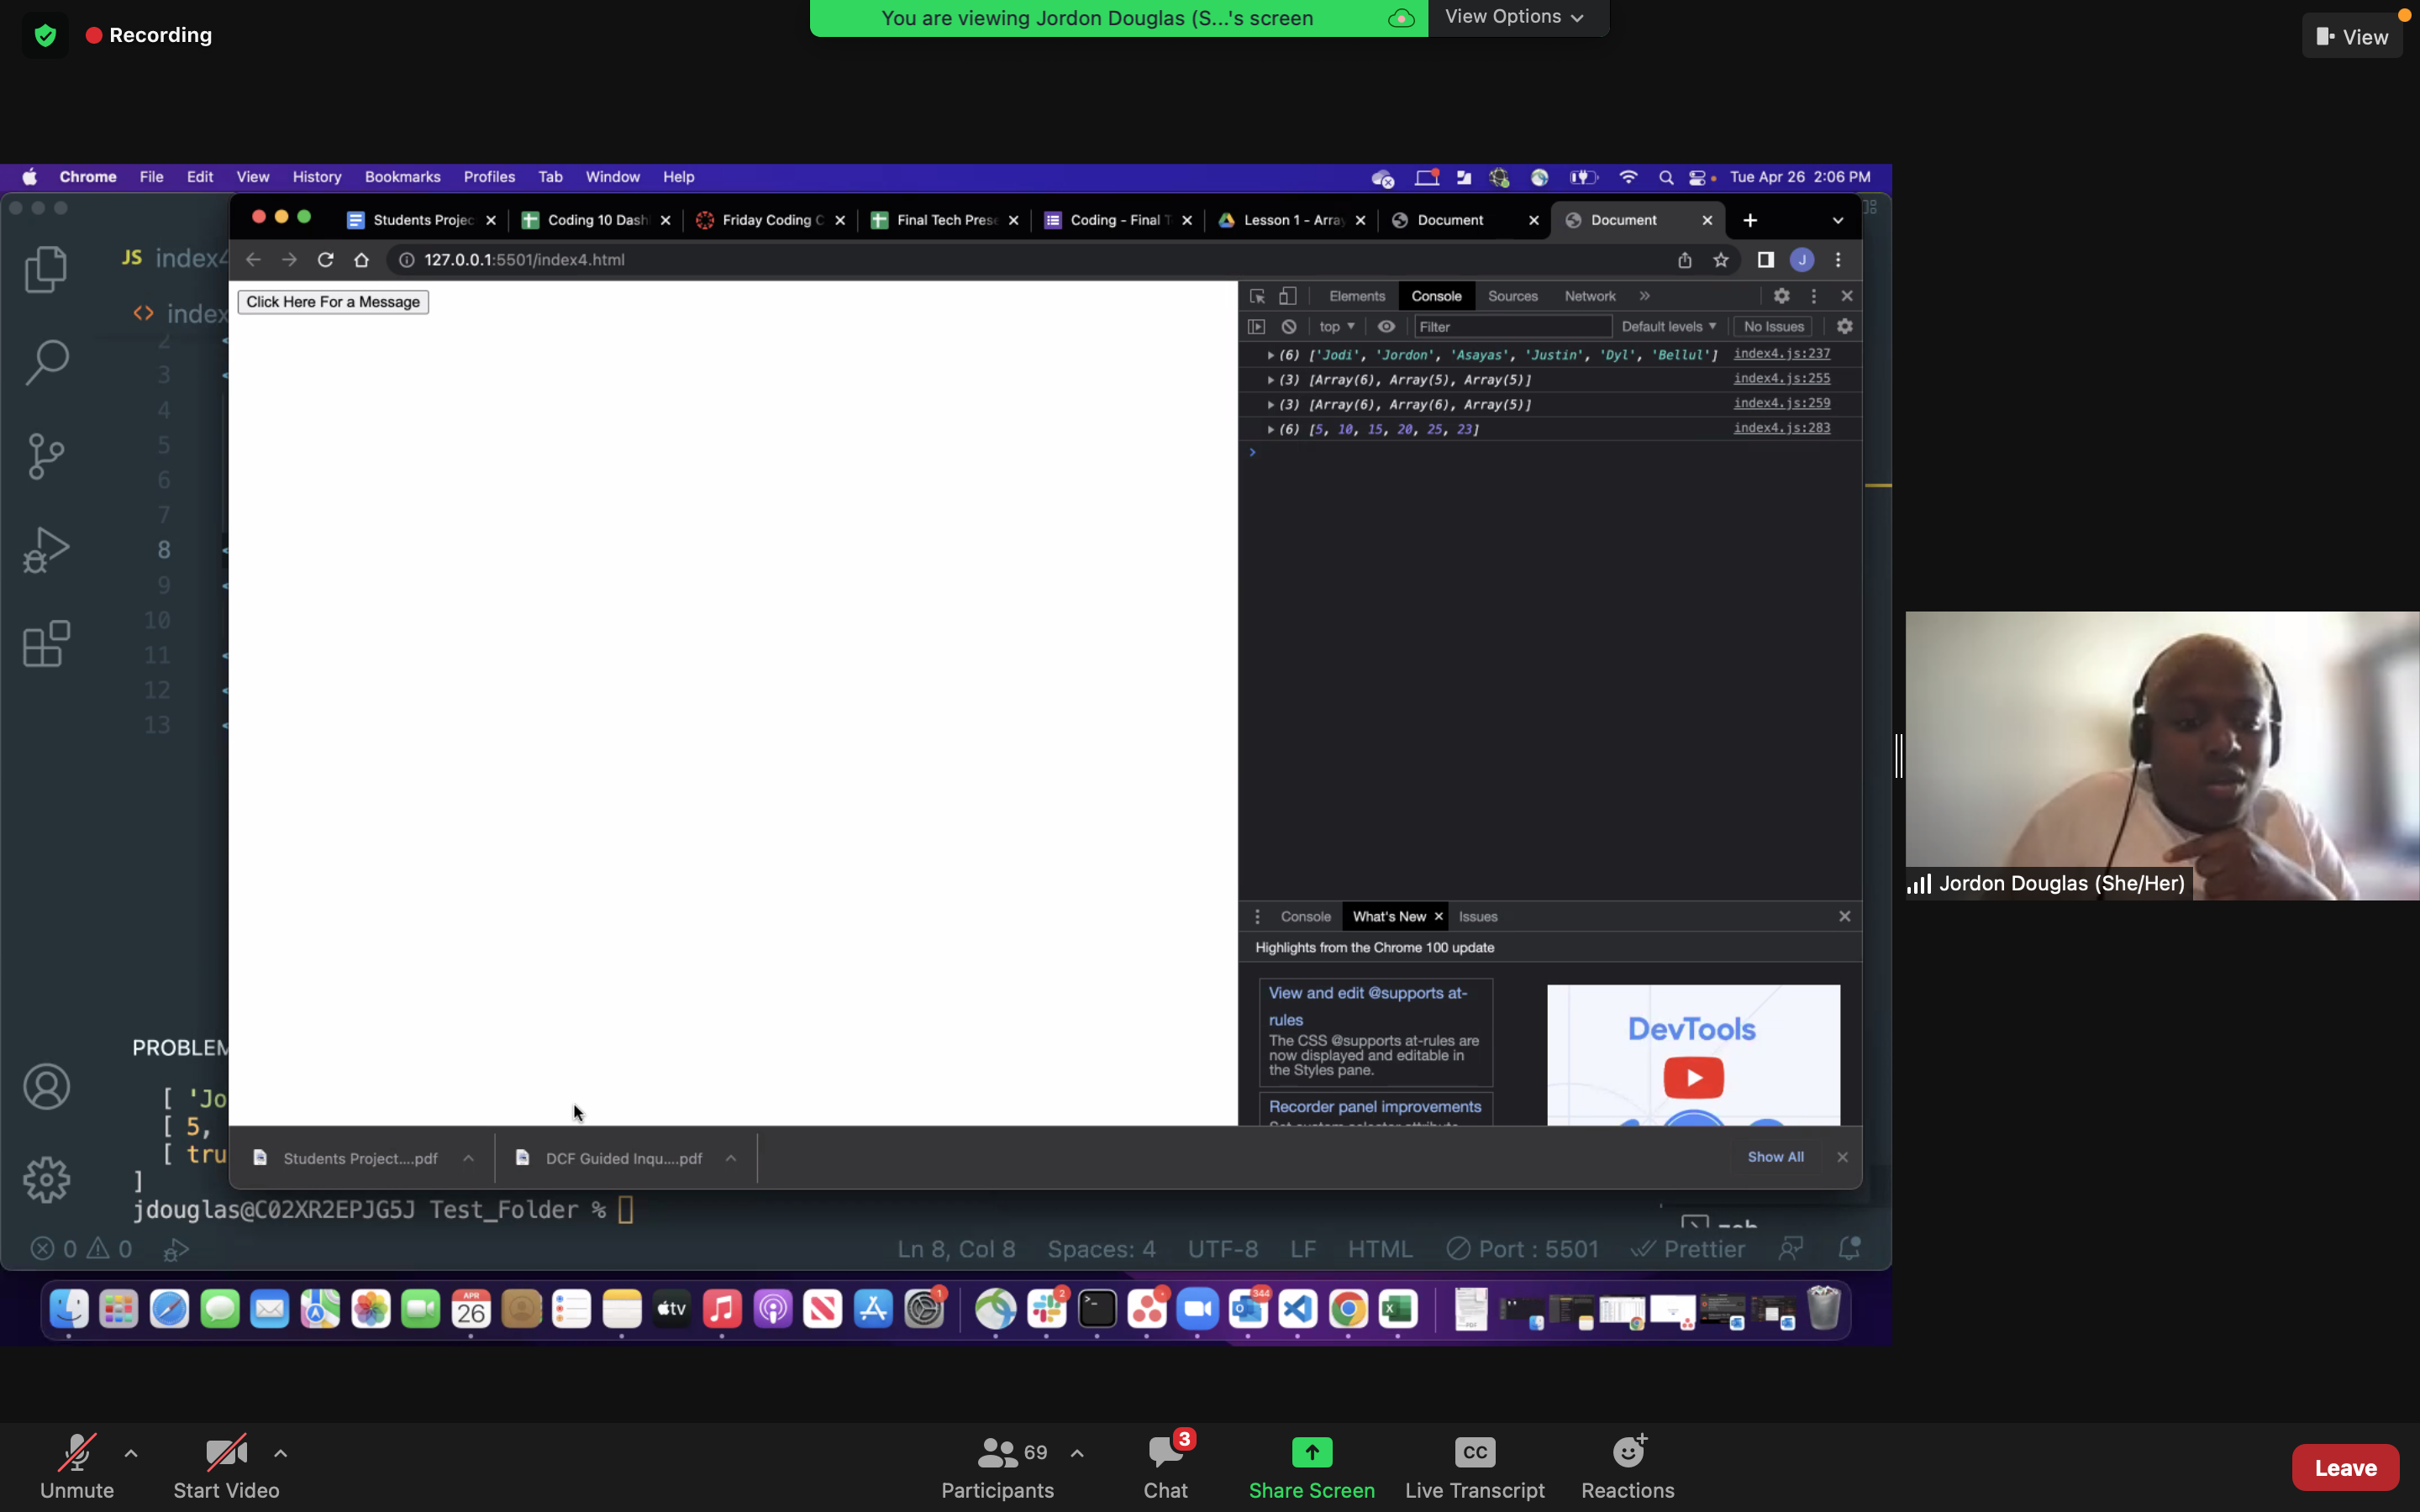 Recording
You are viewing Jordon Douglas (S...'s screen
View Options
View
Chrome File Edit View History Bookmarks Profiles Tab Window Help
Tue Apr 26 2:06 PM
Students Projec
Coding 10 Dash
Friday Coding C
Final Tech Prese
Coding - Final T
Lesson 1 - Array
Document
Document
127.0.0.1:5501/index4.html
J
JS index4
<> index
2
3
4
5
6
7
8
9
10
11
12
13
Click Here For a Message
Elements Console Sources Network
top Filter Default levels No Issues
(6) ['Jodi', 'Jordon', 'Asayas', 'Justin', 'Dyl', 'Bellul'] index4.js:237
(3) [Array(6), Array(5), Array(5)] index4.js:255
(3) [Array(6), Array(6), Array(5)] index4.js:259
(6) [5, 10, 15, 20, 25, 23] index4.js:283
Jordon Douglas (She/Her)
Console What's New Issues
Highlights from the Chrome 100 update
View and edit @supports at-
rules
The CSS @supports at-rules are
now displayed and editable in
the Styles pane.
Recorder panel improvements
DevTools
PROBLEM
[ 'Jo
[ 5,
[ tru
]
Students Project....pdf
DCF Guided Inqu....pdf
Show All
jdouglas@C02XR2EPJG5J Test_Folder %
0 0
Ln 8, Col 8 Spaces: 4 UTF-8 LF HTML Port : 5501 Prettier
APR
26
tv
2
344
1
Unmute
Start Video
69
Participants
3
Chat
Share Screen
CC
Live Transcript
Reactions
Leave